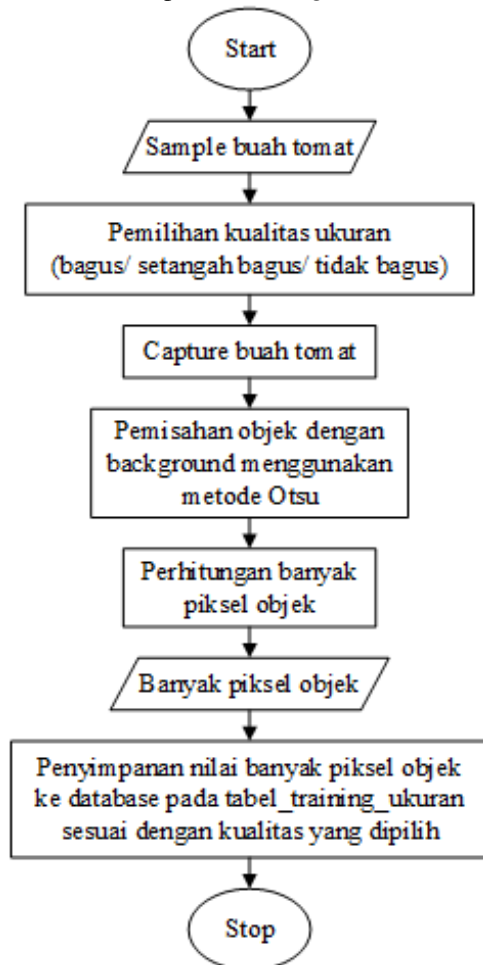 Start
Sample buah tomat
Pemilihan kualitas ukuran
(bagus/ setangah bagus/ tidak bagus)
Capture buah tomat
Pemisahan objek dengan
background menggunakan
metode Otsu
Perhitungan banyak
piksel objek
Banyak piksel objek
Penyimpanan nilai banyak piksel objek
ke database pada tabel_training_ukuran
sesuai dengan kualitas yang dipilih
Stop